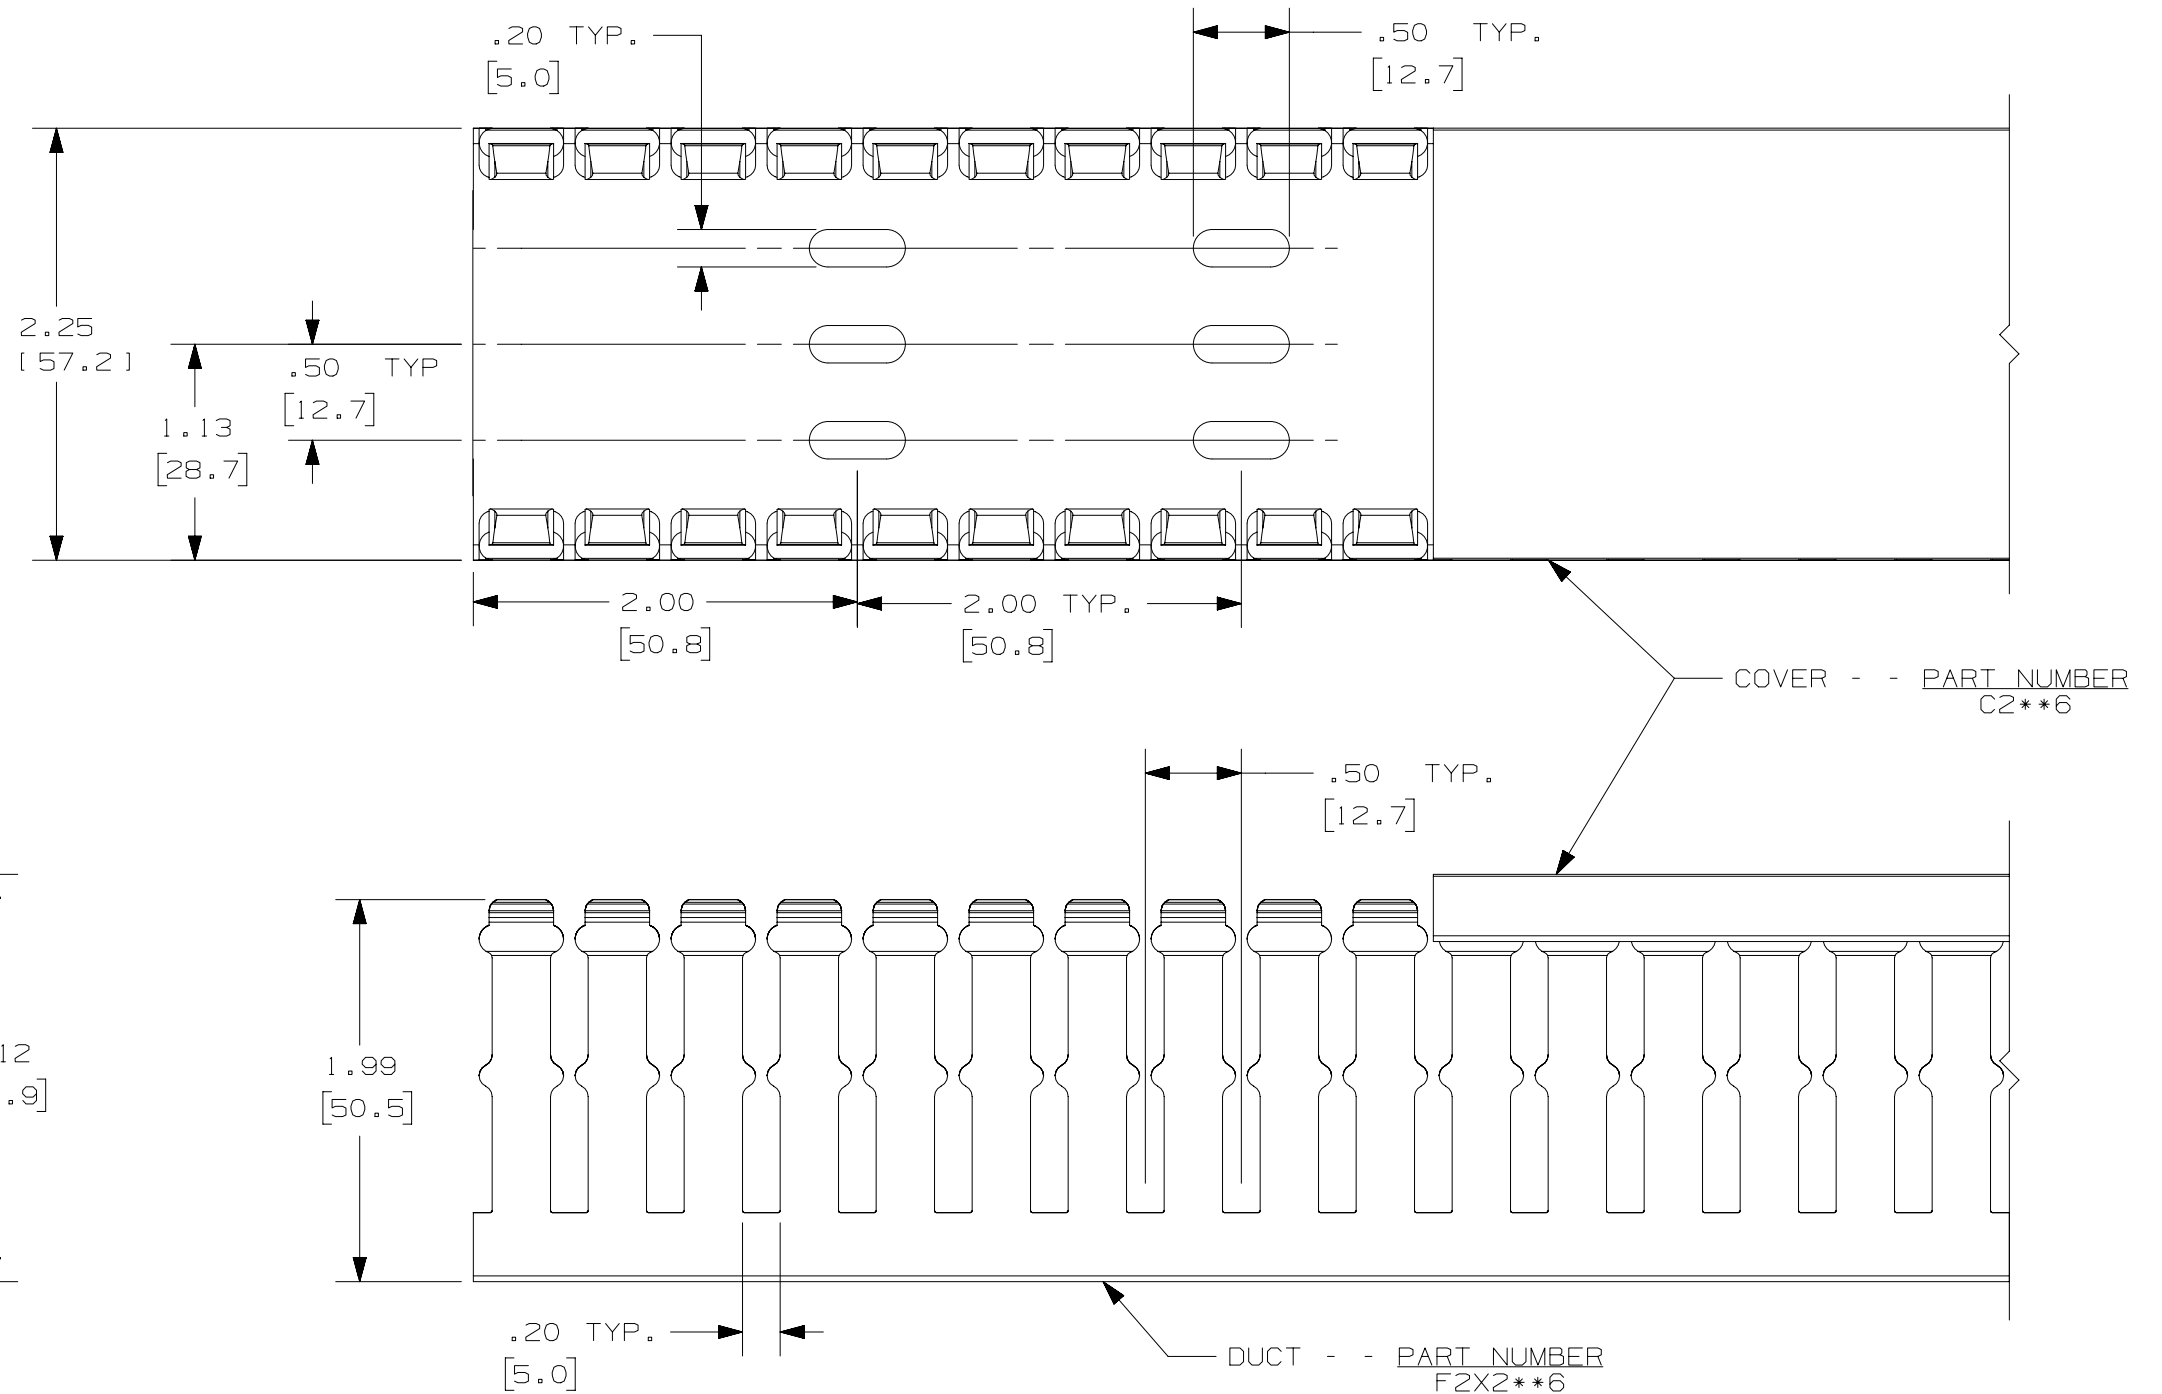 .20 TYP.
[5.0]
.50 TYP.
[12.7]
2.25
[57.2]
.50 TYP
[12.7]
1.13
[28.7]
2.00
[50.8]
2.00 TYP.
[50.8]
COVER - - PART NUMBER
C2**6
.50 TYP.
[12.7]
12
.9]
1.99
[50.5]
.20 TYP.
[5.0]
DUCT - - PART NUMBER
F2X2**6